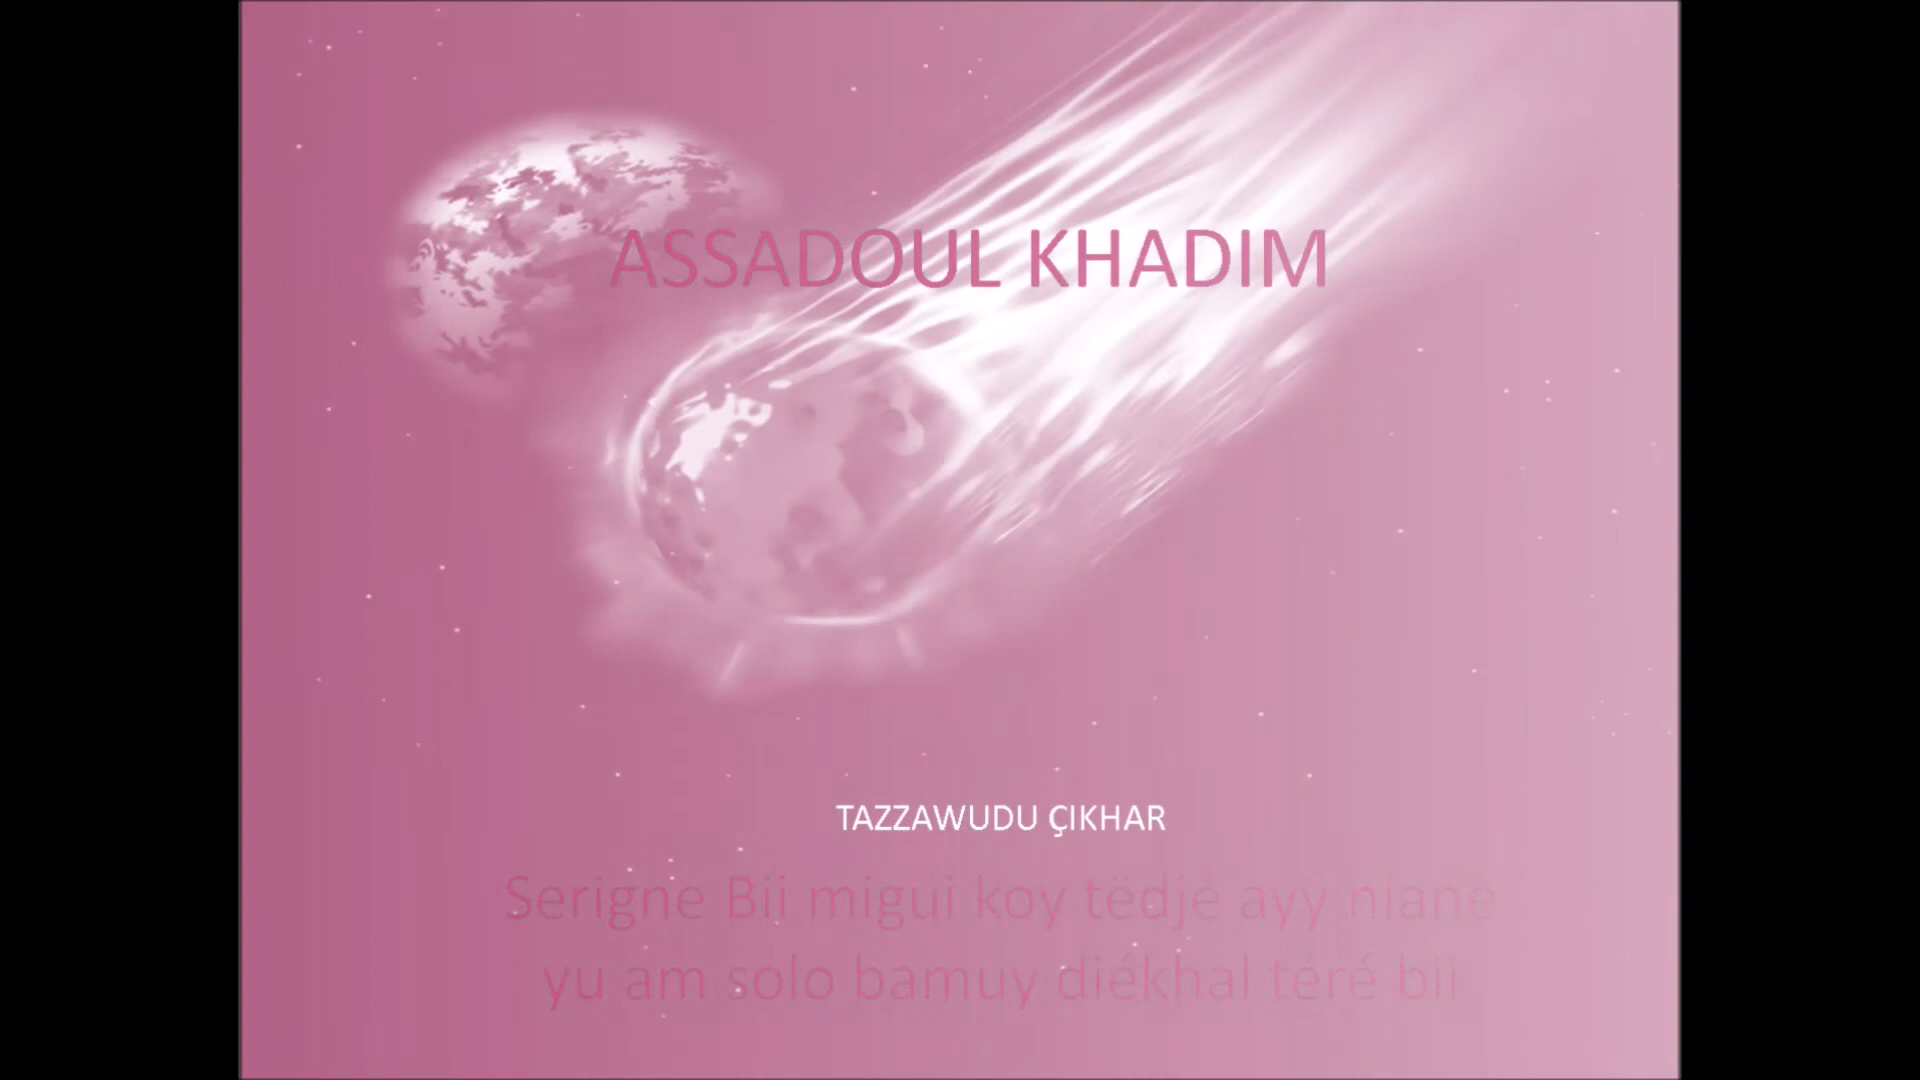 ASSADOUL KHADIM
TAZZAWUDU ÇIKHAR
Serigne Bii migui koy tëdjé ayy niane
yu am solo bamuy diékhal téré bii